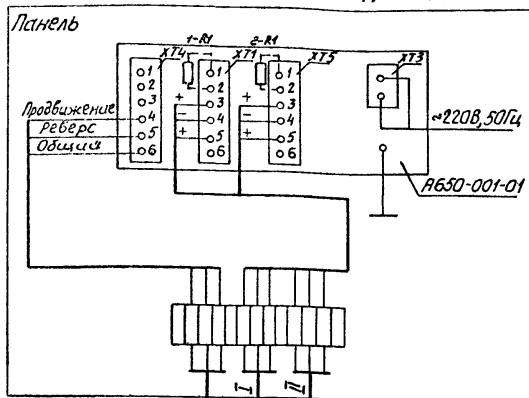 Панель
1-R1
2-R1
XT4
XT1
XT5
XT3
1
2
3
4
5
6
1
2
3
4
5
6
1
2
3
4
5
6
+
-
+
+
-
+
Продвижение
Реверс
Общий
~220В, 50Гц
А650-001-01
I
II